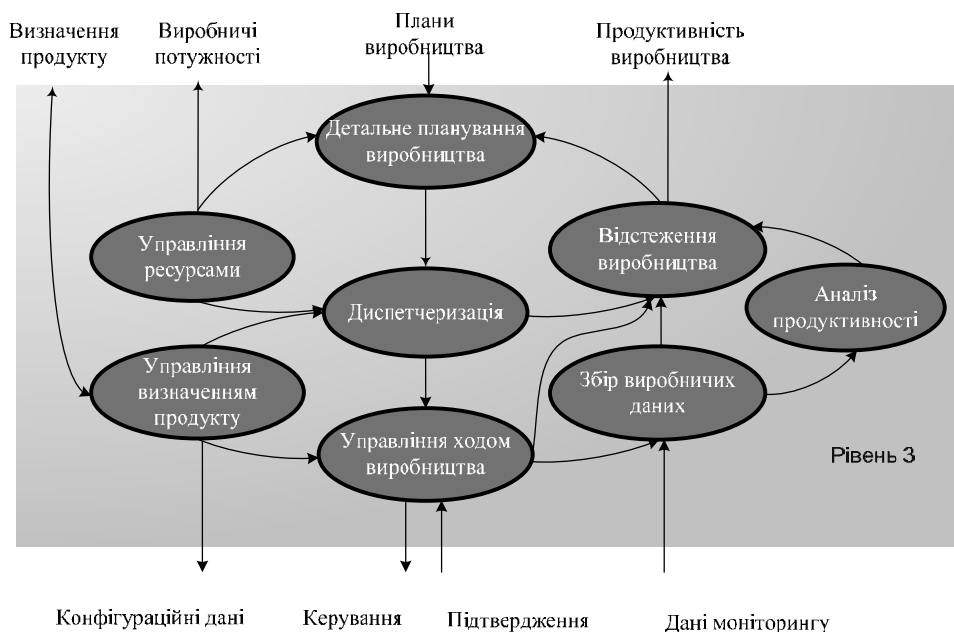 Визначення
продукту
Виробничі
потужності
Плани
виробництва
Продуктивність
виробництва
Детальне планування
виробництва
Управління
ресурсами
Відстеження
виробництва
Диспетчеризація
Аналіз
продуктивності
Управління
визначенням
продукту
Збір виробничих
даних
Управління ходом
виробництва
Рівень 3
Конфігураційні дані
Керування
Підтвердження
Дані моніторингу